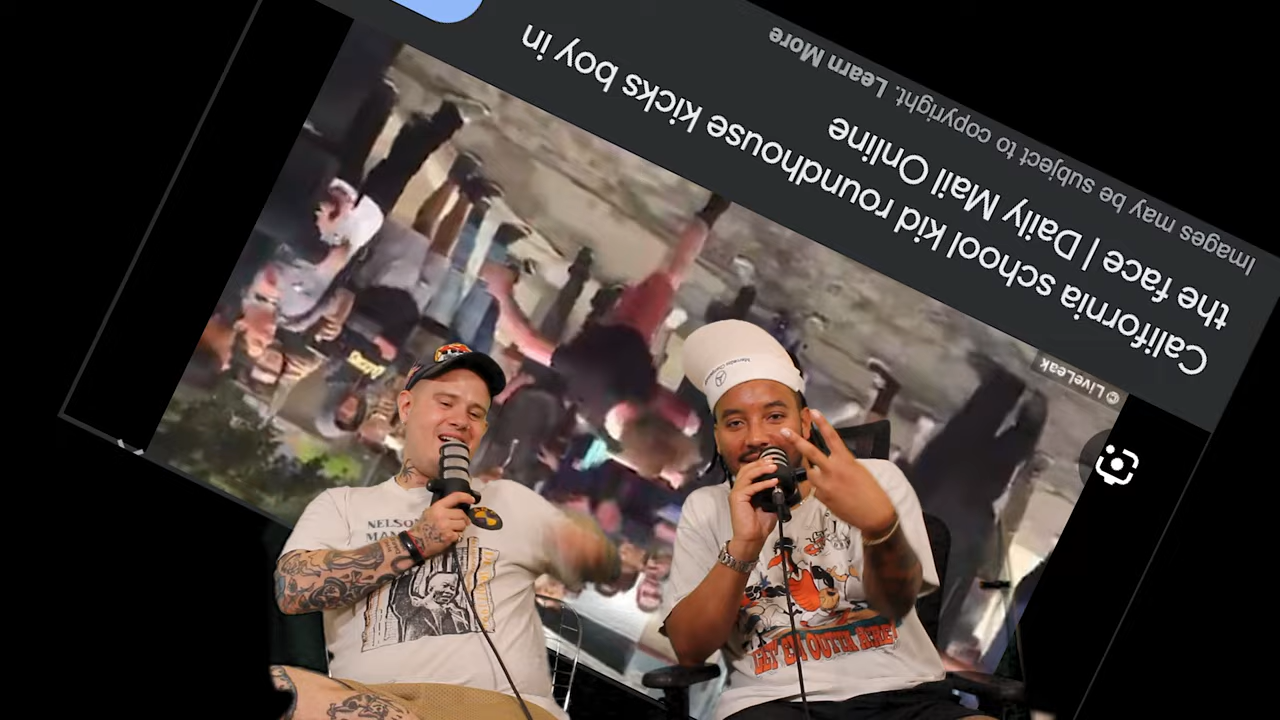 California school kid roundhouse kicks boy in
the face | Daily Mail Online
Images may be subject to copyright. Learn More
© LiveLeak
NELSON
MAN
GET 'EM OUTTA HERE!